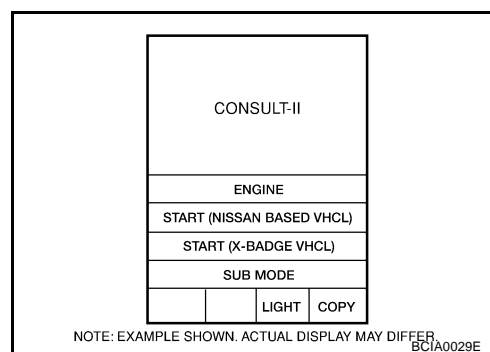 CONSULT-II
ENGINE
START (NISSAN BASED VHCL)
START (X-BADGE VHCL)
SUB MODE
LIGHT COPY
NOTE: EXAMPLE SHOWN. ACTUAL DISPLAY MAY DIFFER.
BCIA0029E